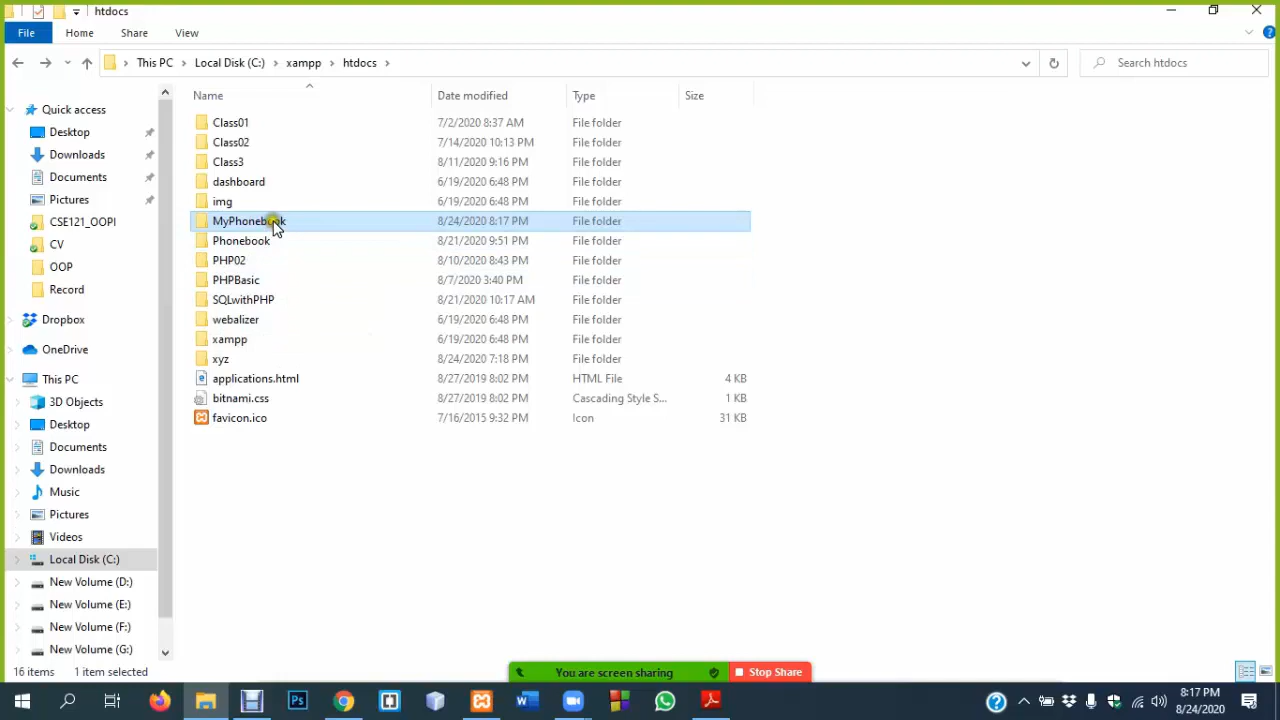 htdocs
File Home Share View
This PC Local Disk (C:) xampp htdocs Search htdocs
Name Date modified Type Size
Quick access
Desktop
Downloads
Documents
Pictures
CSE121_OOPI
CV
OOP
Record
Dropbox
OneDrive
This PC
3D Objects
Desktop
Documents
Downloads
Music
Pictures
Videos
Local Disk (C:)
New Volume (D:)
New Volume (E:)
New Volume (F:)
New Volume (G:)
Class01 7/2/2020 8:37 AM File folder
Class02 7/14/2020 10:13 PM File folder
Class3 8/11/2020 9:16 PM File folder
dashboard 6/19/2020 6:48 PM File folder
img 6/19/2020 6:48 PM File folder
MyPhonebook 8/24/2020 8:17 PM File folder
Phonebook 8/21/2020 9:51 PM File folder
PHP02 8/10/2020 8:43 PM File folder
PHPBasic 8/7/2020 3:40 PM File folder
SQLwithPHP 8/21/2020 10:17 AM File folder
webalizer 6/19/2020 6:48 PM File folder
xampp 6/19/2020 6:48 PM File folder
xyz 8/24/2020 7:18 PM File folder
applications.html 8/27/2019 8:02 PM HTML File 4 KB
bitnami.css 8/27/2019 8:02 PM Cascading Style S... 1 KB
favicon.ico 7/16/2015 9:32 PM Icon 31 KB
16 items 1 item selected
You are screen sharing Stop Share
Ps
8:17 PM
8/24/2020